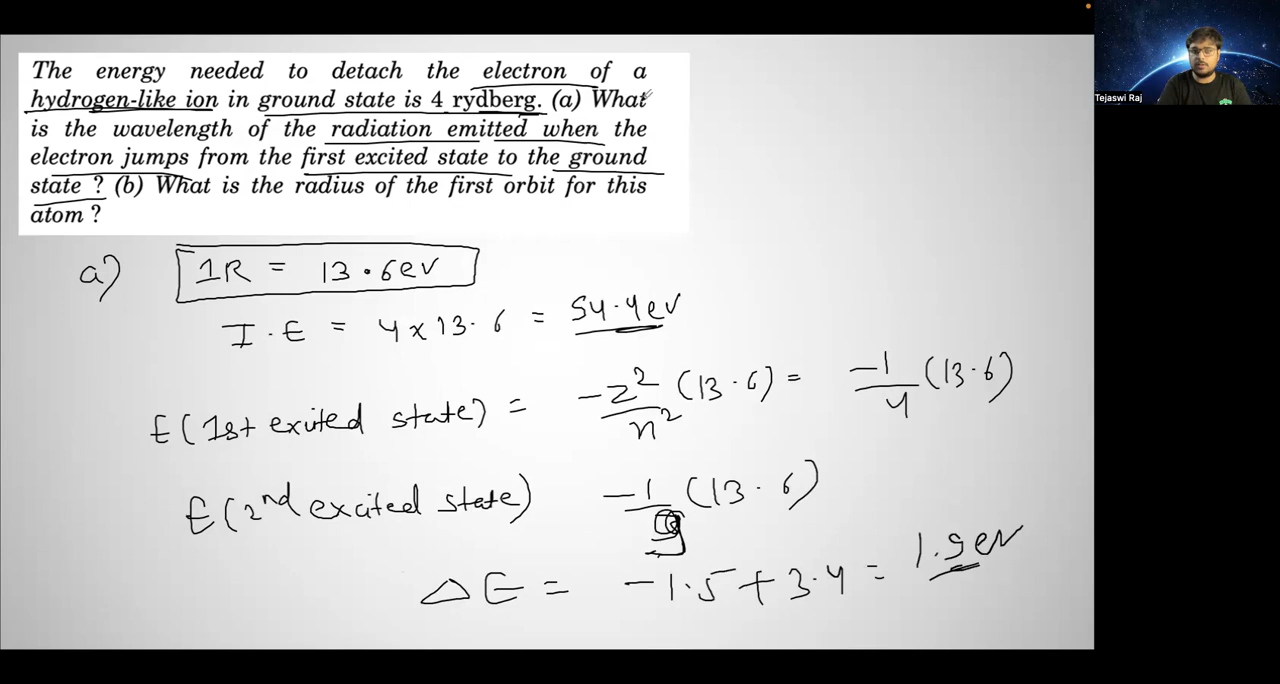 The energy needed to detach the electron of a
hydrogen-like ion in ground state is 4 rydberg. (a) What
is the wavelength of the radiation emitted when the
electron jumps from the first excited state to the ground
state ? (b) What is the radius of the first orbit for this
atom ?
a) 1R = 13.6ev
I.E = 4 x 13.6 = 54.4ev
E(1st exited state) = -z²/n² (13.6) = -1/4 (13.6)
E(2nd excited state) -1/9 (13.6)
ΔE = -1.5 + 3.4 = 1.9ev
Tejaswi Raj